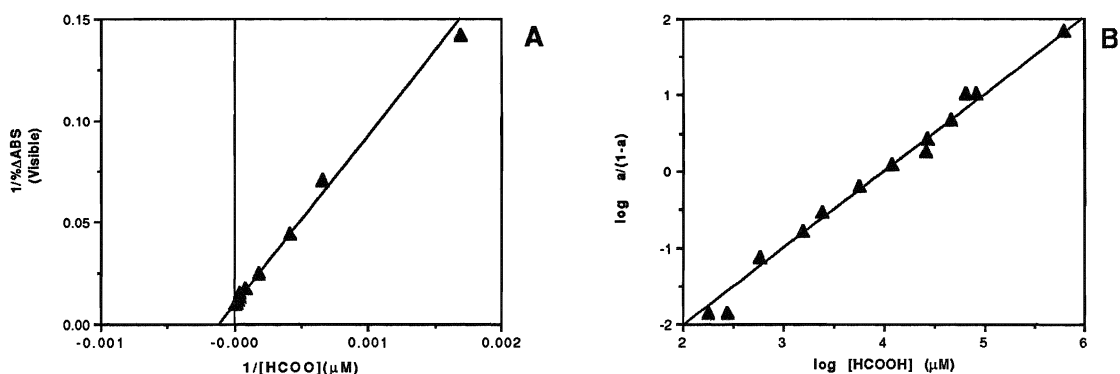 A
0.15
0.10
0.05
0.00
1/%ΔABS
(Visible)
-0.001
-0.000
0.001
0.002
1/[HCOO](µM)
B
2
1
0
-1
-2
log a/(1-a)
2
3
4
5
6
log [HCOOH] (µM)